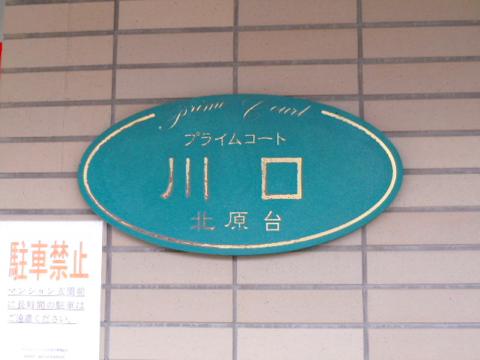 Prime Court
プライムコート
川口
北原台
駐車禁止
マンション玄関前
に長時間の駐車は
ご遠慮ください。